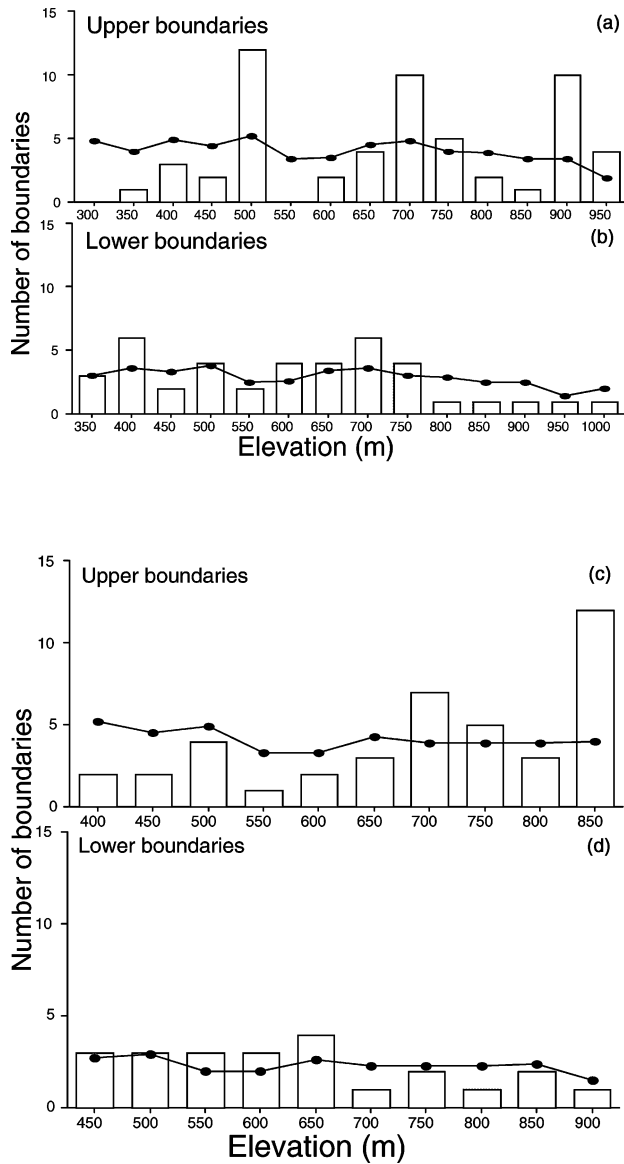 Upper boundaries (a)
15
10
5
0
300 350 400 450 500 550 600 650 700 750 800 850 900 950
Number of boundaries
Lower boundaries (b)
15
10
5
0
350 400 450 500 550 600 650 700 750 800 850 900 950 1000
Elevation (m)
Upper boundaries (c)
15
10
5
0
400 450 500 550 600 650 700 750 800 850
Number of boundaries
Lower boundaries (d)
15
10
5
0
450 500 550 600 650 700 750 800 850 900
Elevation (m)